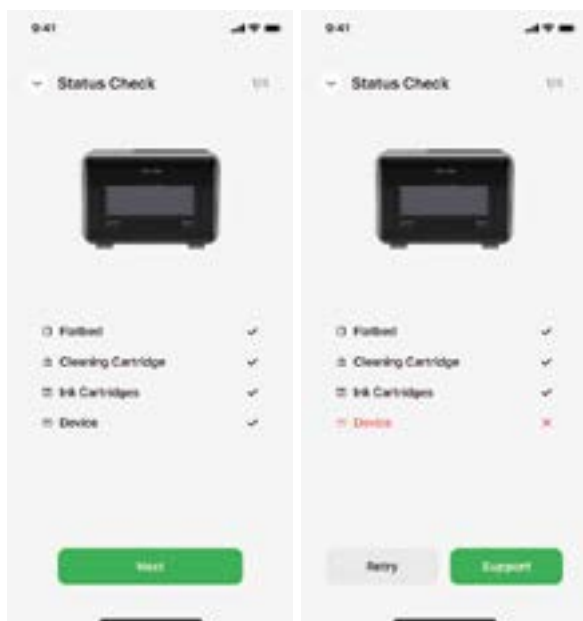 9:41
Status Check
Flatbed
Cleaning Cartridge
Ink Cartridges
Device
Next
9:41
Status Check
Flatbed
Cleaning Cartridge
Ink Cartridges
Device
Retry
Support